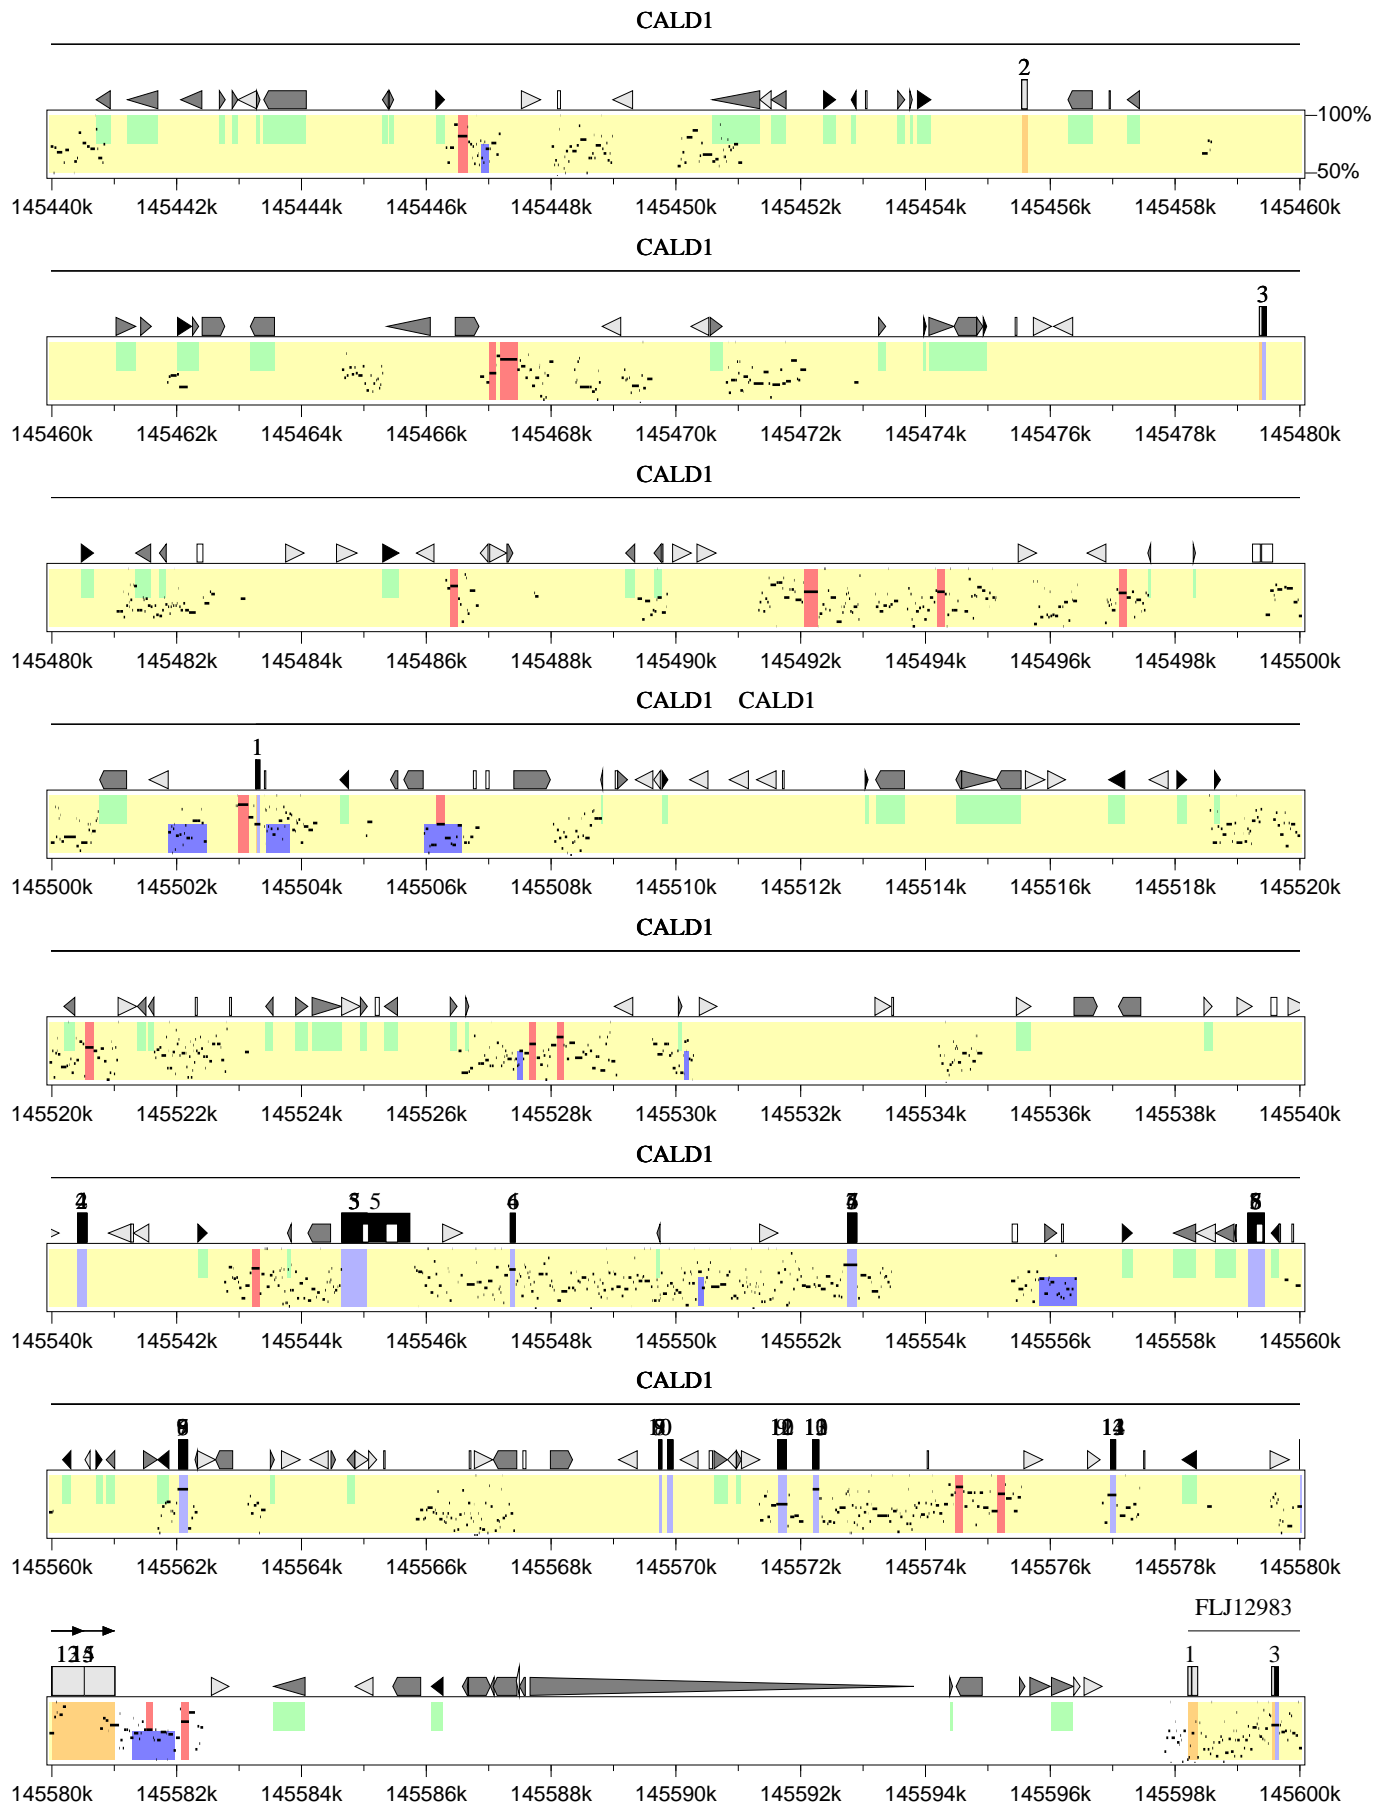 CALD1
2
100%
50%
145440k 145442k 145444k 145446k 145448k 145450k 145452k 145454k 145456k 145458k 145460k
CALD1
3
145460k 145462k 145464k 145466k 145468k 145470k 145472k 145474k 145476k 145478k 145480k
CALD1
145480k 145482k 145484k 145486k 145488k 145490k 145492k 145494k 145496k 145498k 145500k
CALD1 CALD1
1
145500k 145502k 145504k 145506k 145508k 145510k 145512k 145514k 145516k 145518k 145520k
CALD1
145520k 145522k 145524k 145526k 145528k 145530k 145532k 145534k 145536k 145538k 145540k
CALD1
5
145540k 145542k 145544k 145546k 145548k 145550k 145552k 145554k 145556k 145558k 145560k
CALD1
145560k 145562k 145564k 145566k 145568k 145570k 145572k 145574k 145576k 145578k 145580k
FLJ12983
1 3
145580k 145582k 145584k 145586k 145588k 145590k 145592k 145594k 145596k 145598k 145600k